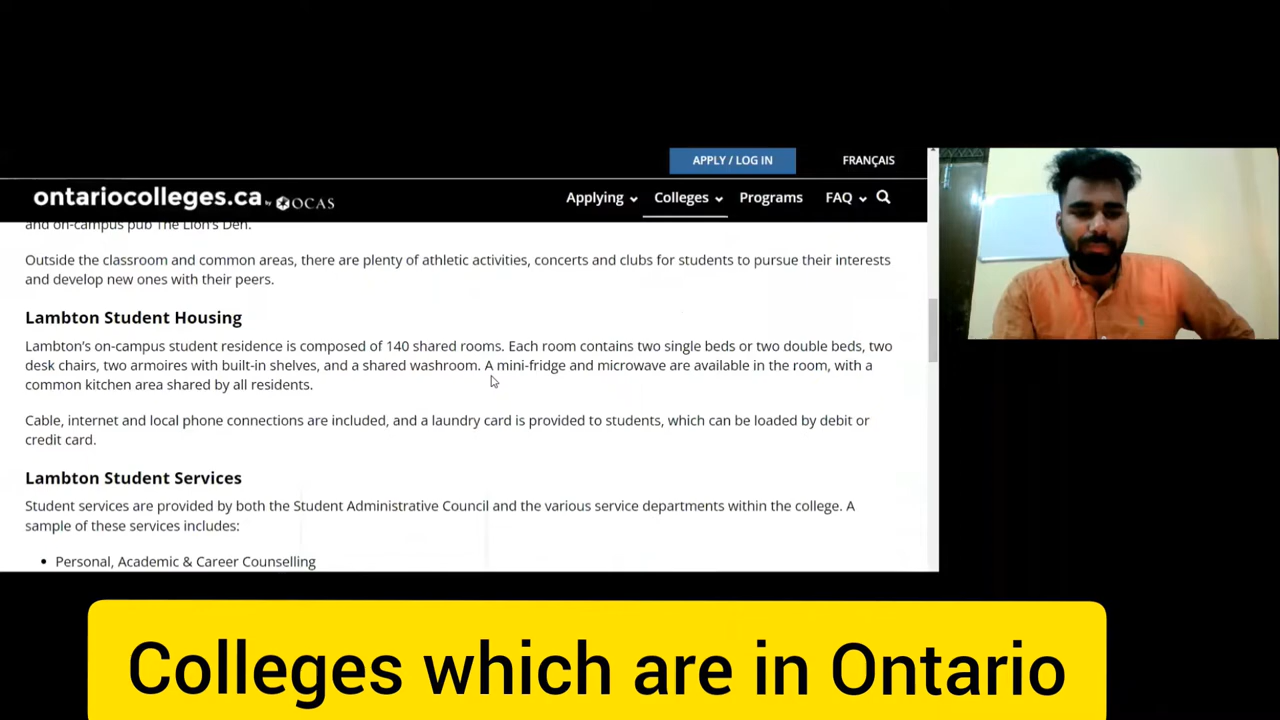 APPLY / LOG IN
FRANÇAIS
ontariocolleges.ca by OCAS
Applying
Colleges
Programs
FAQ
and on-campus pub The Lion's Den.
Outside the classroom and common areas, there are plenty of athletic activities, concerts and clubs for students to pursue their interests
and develop new ones with their peers.
Lambton Student Housing
Lambton's on-campus student residence is composed of 140 shared rooms. Each room contains two single beds or two double beds, two
desk chairs, two armoires with built-in shelves, and a shared washroom. A mini-fridge and microwave are available in the room, with a
common kitchen area shared by all residents.
Cable, internet and local phone connections are included, and a laundry card is provided to students, which can be loaded by debit or
credit card.
Lambton Student Services
Student services are provided by both the Student Administrative Council and the various service departments within the college. A
sample of these services includes:
• Personal, Academic & Career Counselling
Colleges which are in Ontario